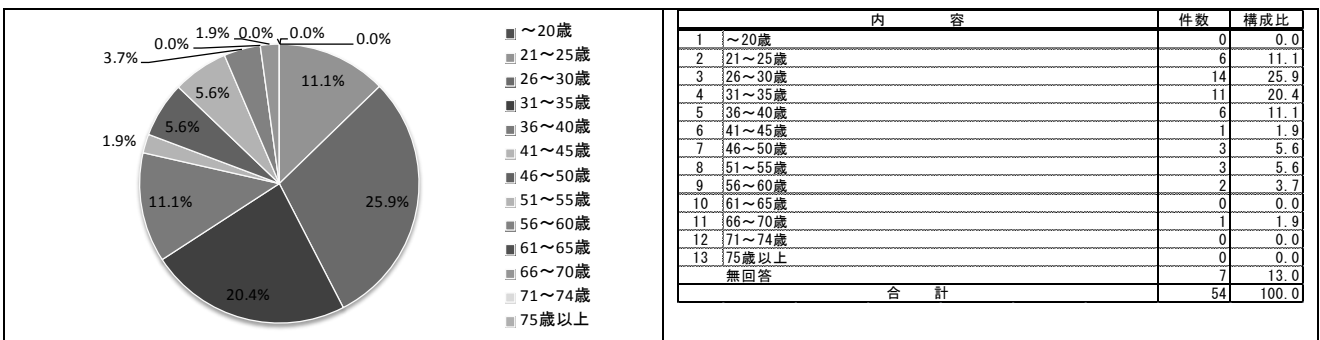 1.9%
0.0%
0.0%
0.0%
0.0%
3.7%
11.1%
5.6%
5.6%
1.9%
25.9%
11.1%
20.4%
～20歳
21～25歳
26～30歳
31～35歳
36～40歳
41～45歳
46～50歳
51～55歳
56～60歳
61～65歳
66～70歳
71～74歳
75歳以上
内 容 件数 構成比
1 ～20歳 0 0.0
2 21～25歳 6 11.1
3 26～30歳 14 25.9
4 31～35歳 11 20.4
5 36～40歳 6 11.1
6 41～45歳 1 1.9
7 46～50歳 3 5.6
8 51～55歳 3 5.6
9 56～60歳 2 3.7
10 61～65歳 0 0.0
11 66～70歳 1 1.9
12 71～74歳 0 0.0
13 75歳以上 0 0.0
無回答 7 13.0
合 計 54 100.0